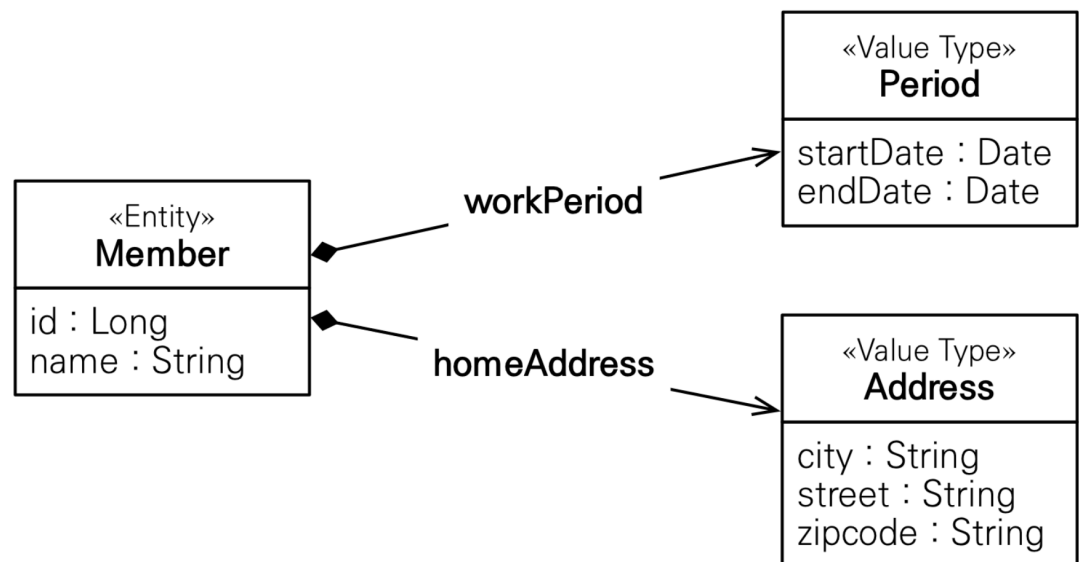 «Entity»
Member
id : Long
name : String
workPeriod
homeAddress
«Value Type»
Period
startDate : Date
endDate : Date
«Value Type»
Address
city : String
street : String
zipcode : String